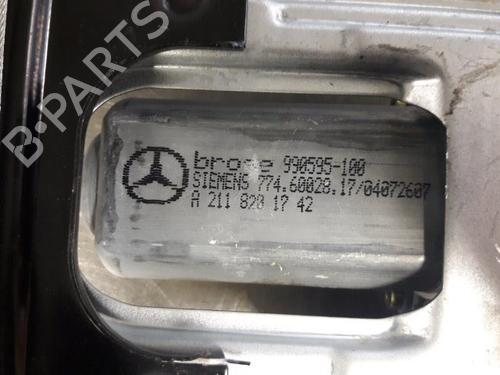 B-PARTS
brose 990595-100
SIEMENS 774.60028.17/04072607
A 211 820 17 42